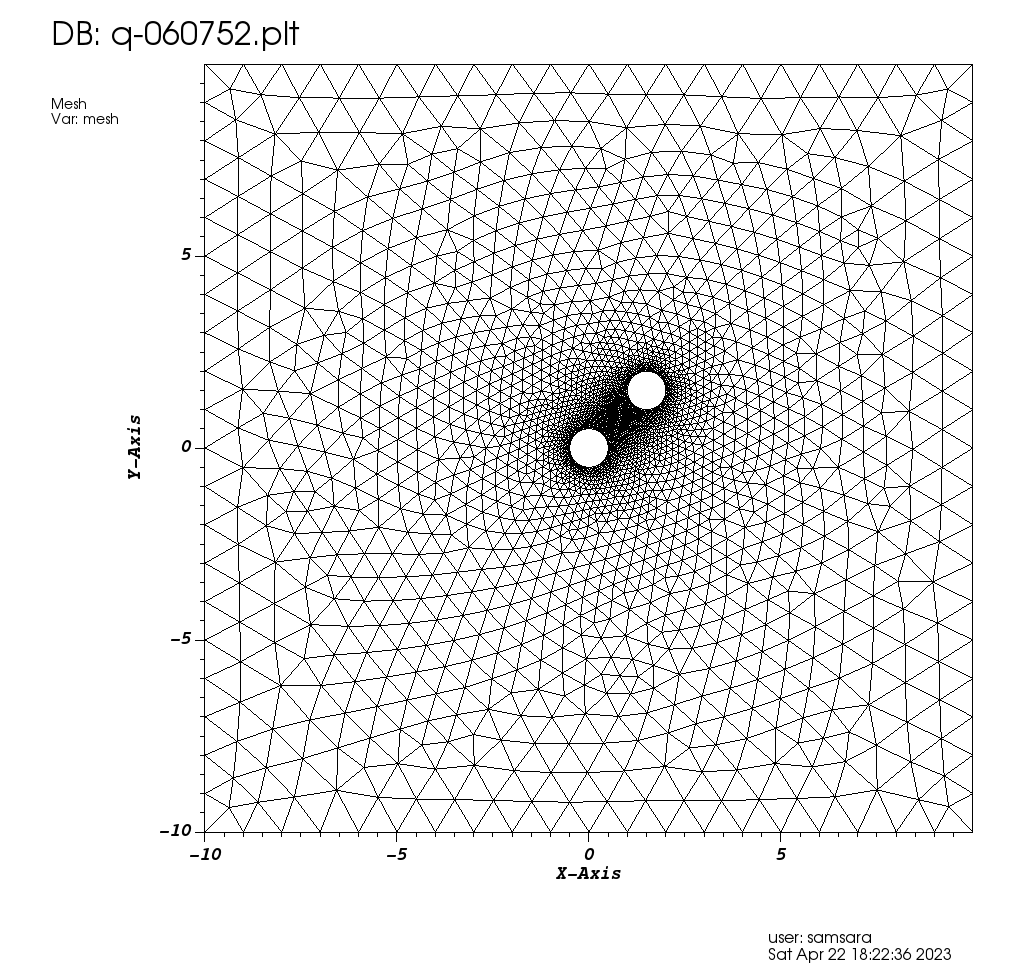 DB: q-060752.plt
Mesh
Var: mesh
5
0
-5
-10
Y-Axis
-10 -5 0 5
X-Axis
user: samsara
Sat Apr 22 18:22:36 2023